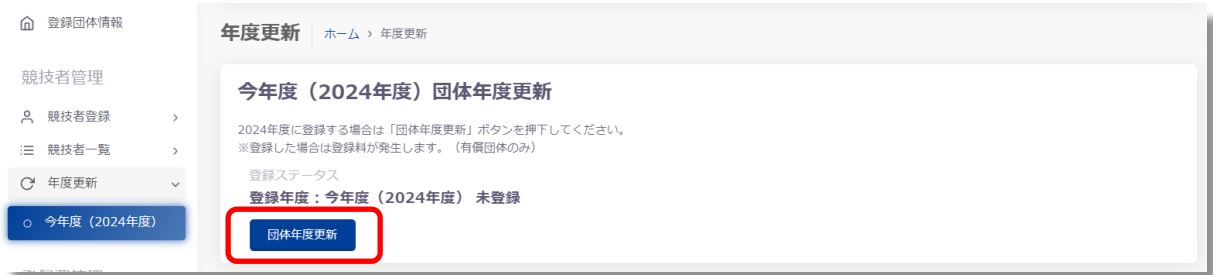 登録団体情報
競技者管理
競技者登録
競技者一覧
年度更新
今年度（2024年度）
年度更新 ホーム › 年度更新
今年度（2024年度）団体年度更新
2024年度に登録する場合は「団体年度更新」ボタンを押下してください。
※登録した場合は登録料が発生します。（有償団体のみ）
登録ステータス
登録年度：今年度（2024年度） 未登録
団体年度更新